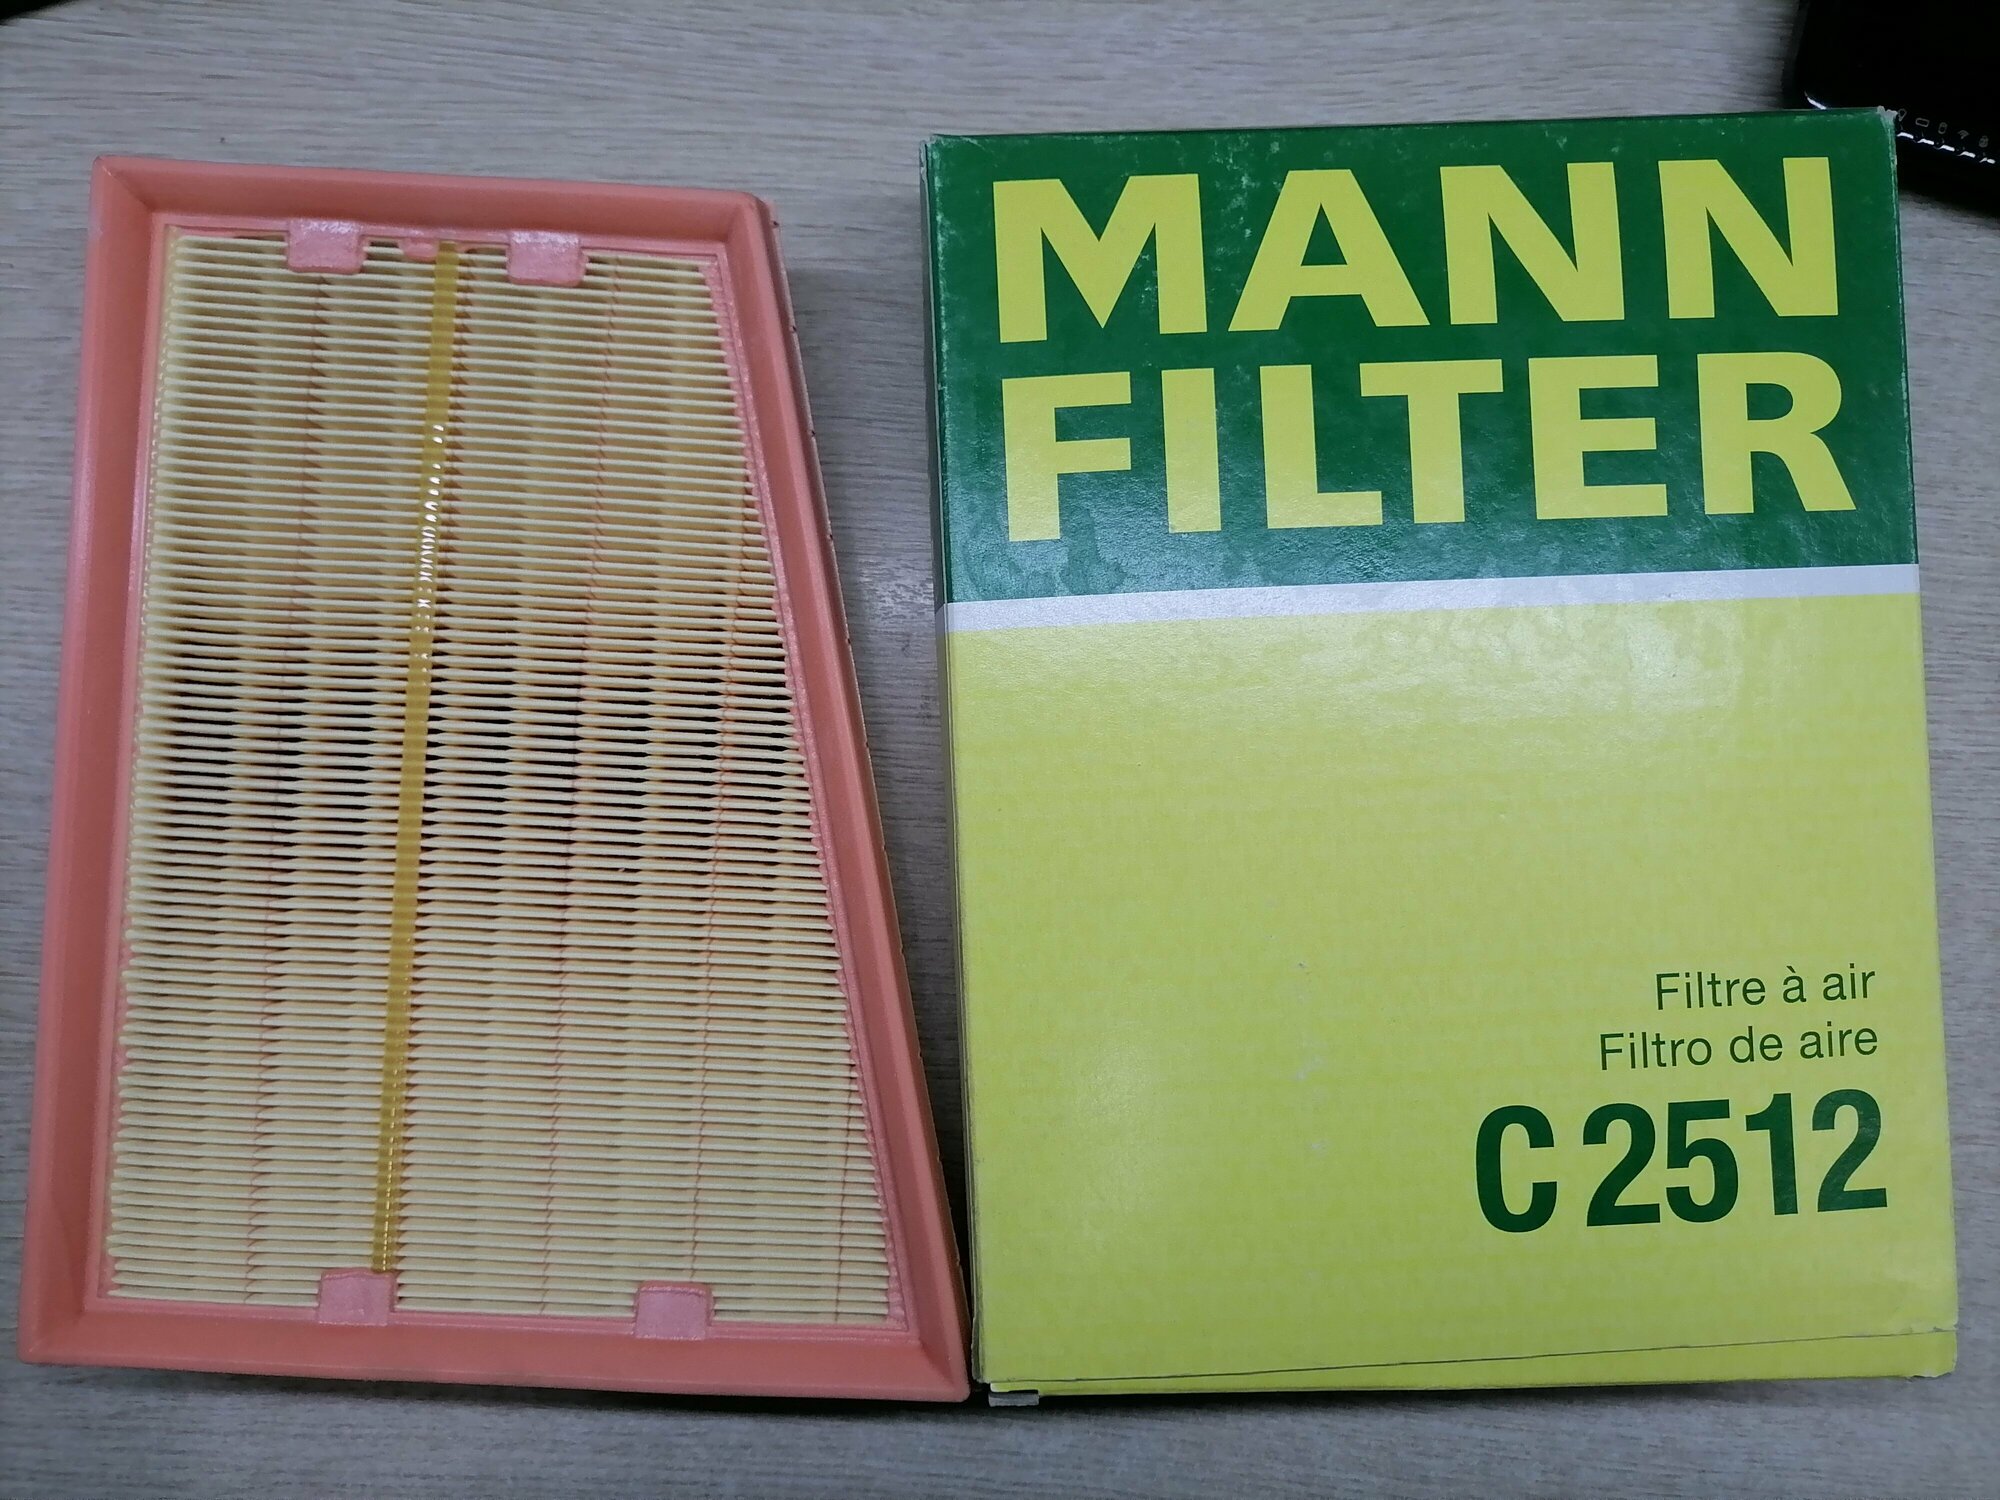 MANN
FILTER
Filtre à air
Filtro de aire
C 2512